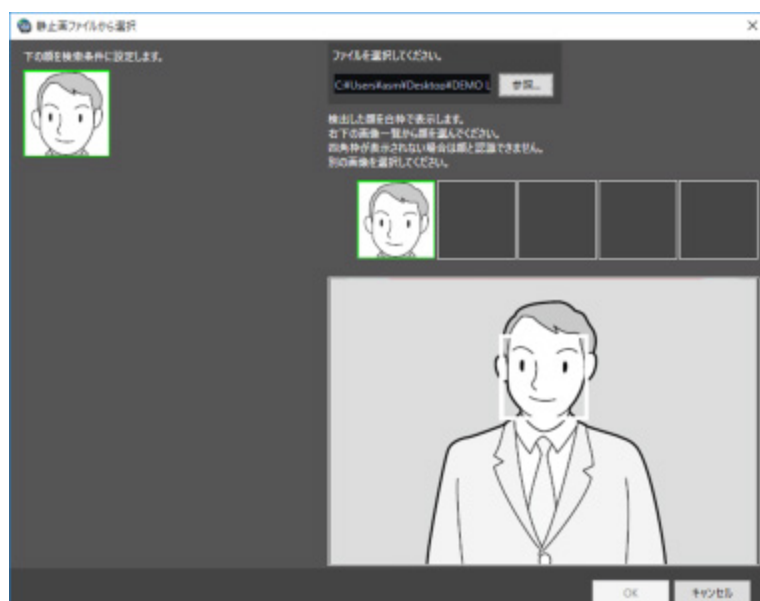 静止画ファイルから選択
下の顔を検索条件に設定します。
ファイルを選択してください。
C:¥Users¥asm¥Desktop¥DEMO L
参照...
検出した顔を白枠で表示します。
右下の画像一覧から顔を選んでください。
四角枠が表示されない場合は顔と認識できません。
別の画像を選択してください。
OK
キャンセル